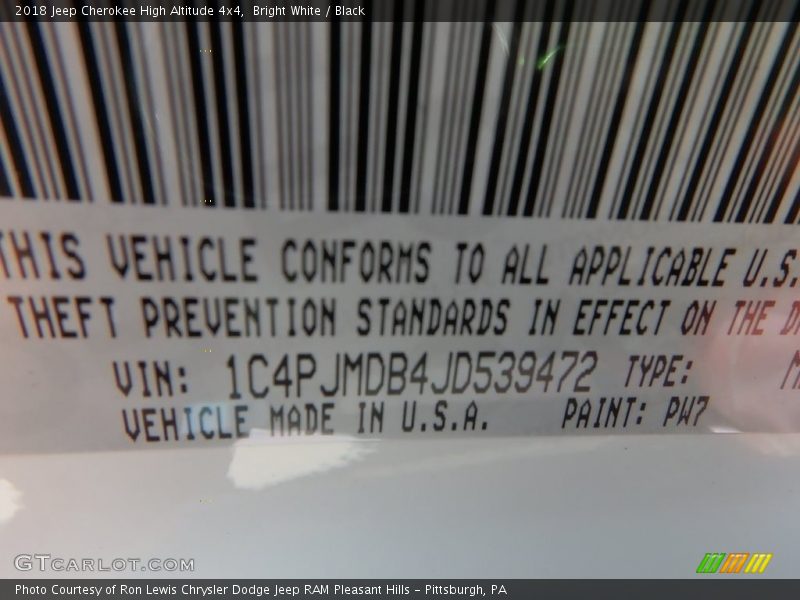 2018 Jeep Cherokee High Altitude 4x4, Bright White / Black
THIS VEHICLE CONFORMS TO ALL APPLICABLE U.S.
THEFT PREVENTION STANDARDS IN EFFECT ON THE
VIN: 1C4PJMDB4JD539472 TYPE:
VEHICLE MADE IN U.S.A. PAINT: PW7
GTCARLOT.COM
Photo Courtesy of Ron Lewis Chrysler Dodge Jeep RAM Pleasant Hills - Pittsburgh, PA